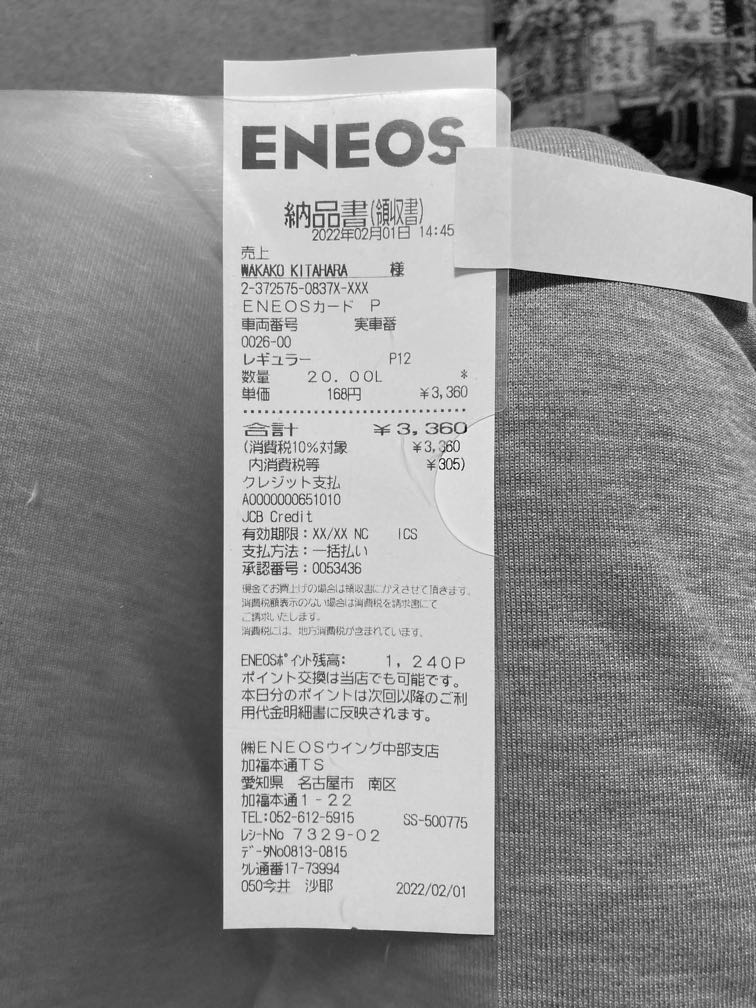 ENEOS
納品書(領収書)
2022年02月01日 14:45
売上
WAKAKO KITAHARA 様
2-372575-0837X-XXX
ENEOSカード P
車両番号 実車番
0026-00
レギュラー P12
数量 20.00L *
単価 168円 ¥3,360
合計 ¥3,360
(消費税10%対象 ¥3,360
内消費税等 ¥305)
クレジット支払
A0000000651010
JCB Credit
有効期限:XX/XX NC ICS
支払方法:一括払い
承認番号:0053436
現金でお買上げの場合は領収書にかえさせて頂きます。
消費税額表示のない場合は消費税を請求書にて
ご請求いたします。
消費税には、地方消費税が含まれています。
ENEOSポイント残高: 1,240P
ポイント交換は当店でも可能です。
本日分のポイントは次回以降のご利
用代金明細書に反映されます。
㈱ENEOSウイング中部支店
加福本通TS
愛知県 名古屋市 南区
加福本通1-22
TEL:052-612-5915 SS-500775
レシートNo 7329-02
データNo0813-0815
クレ通番17-73994
050今井 沙耶 2022/02/01